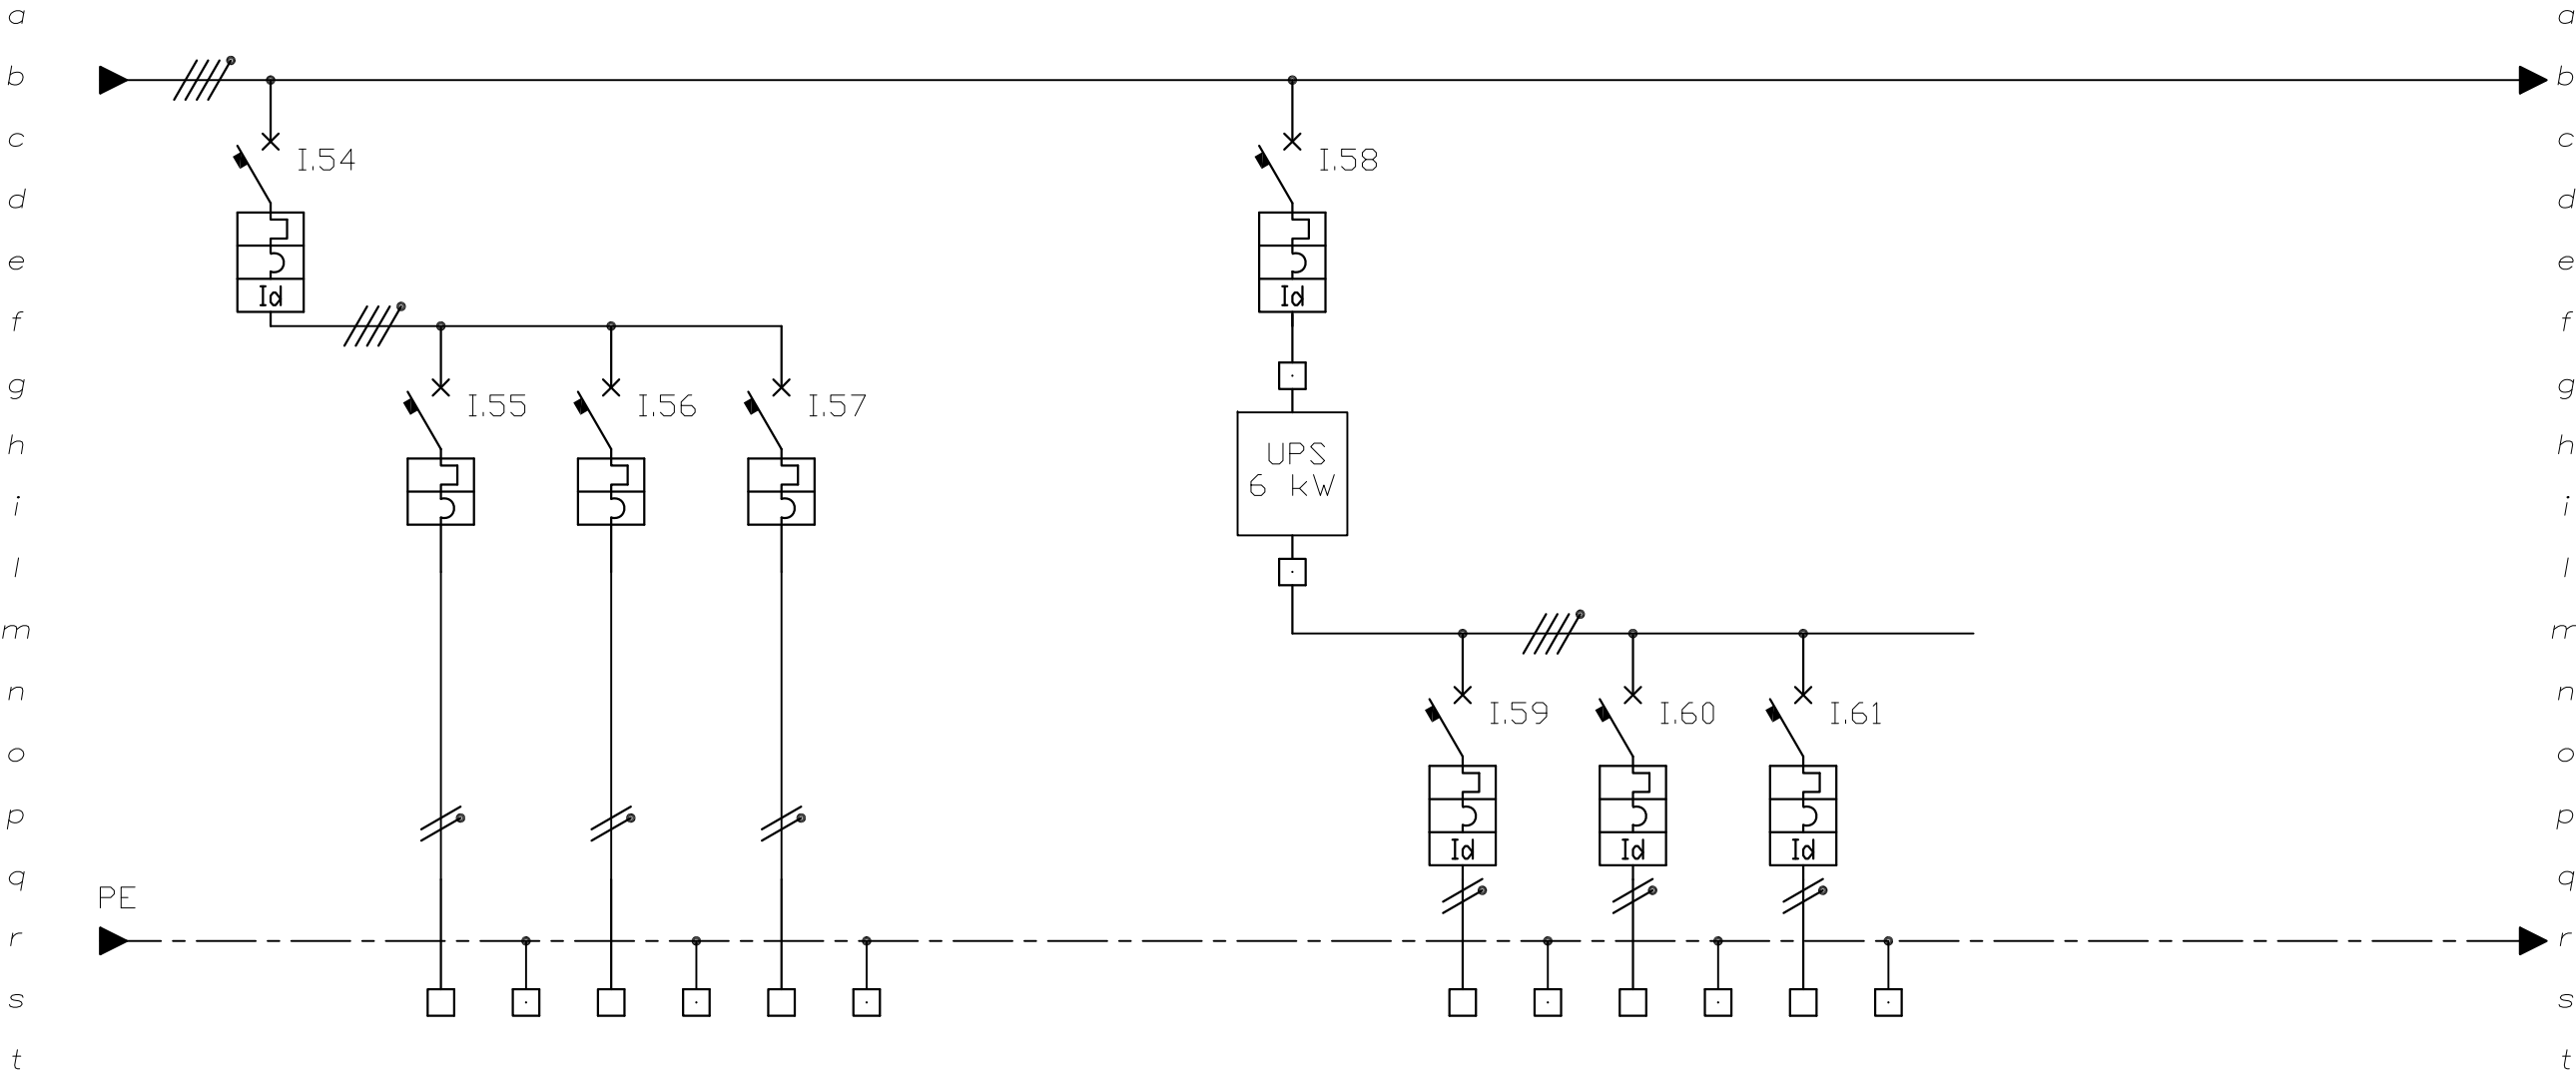 a a
b b
c c
I.54 I.58
d d
e e
Id Id
f f
g g
I.55 I.56 I.57
h h
UPS
6 kW
i i
l l
m m
n n
I.59 I.60 I.61
o o
p p
Id Id Id
q q
PE
r r
s s
t t